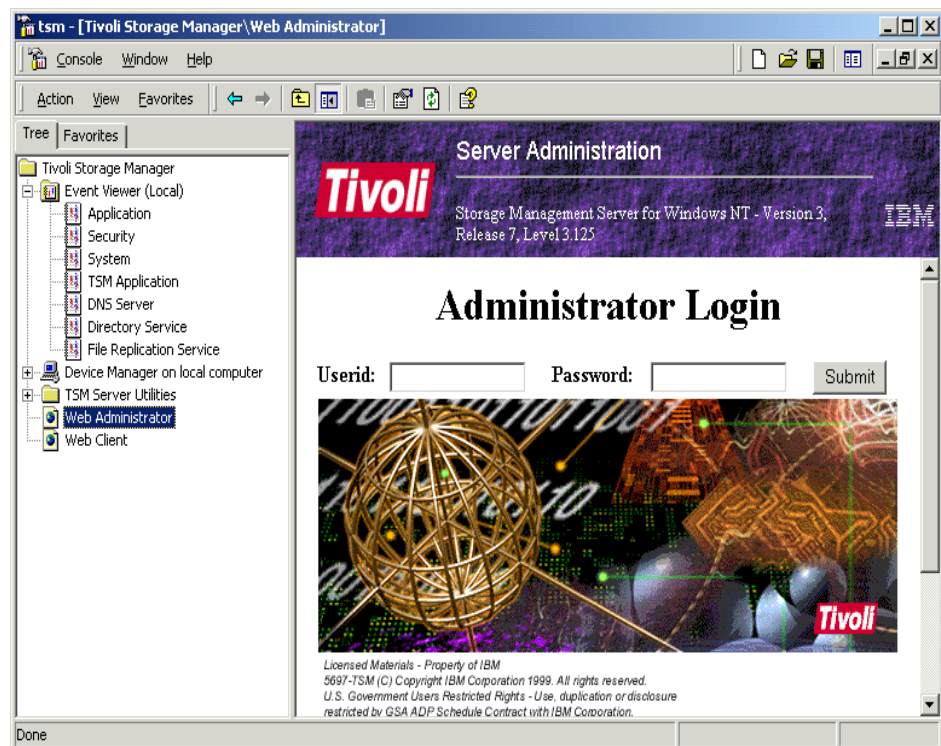 tsm - [Tivoli Storage Manager\Web Administrator]
Console Window Help
Action View Favorites
Tree Favorites
Tivoli Storage Manager
Event Viewer (Local)
Application
Security
System
TSM Application
DNS Server
Directory Service
File Replication Service
Device Manager on local computer
TSM Server Utilities
Web Administrator
Web Client
Tivoli
Server Administration
Storage Management Server for Windows NT - Version 3,
Release 7, Level 3.125
IBM
Administrator Login
Userid: Password: Submit
Tivoli
Licensed Materials - Property of IBM
5697-TSM (C) Copyright IBM Corporation 1999. All rights reserved.
U.S. Government Users Restricted Rights - Use, duplication or disclosure
restricted by GSA ADP Schedule Contract with IBM Corporation.
Done